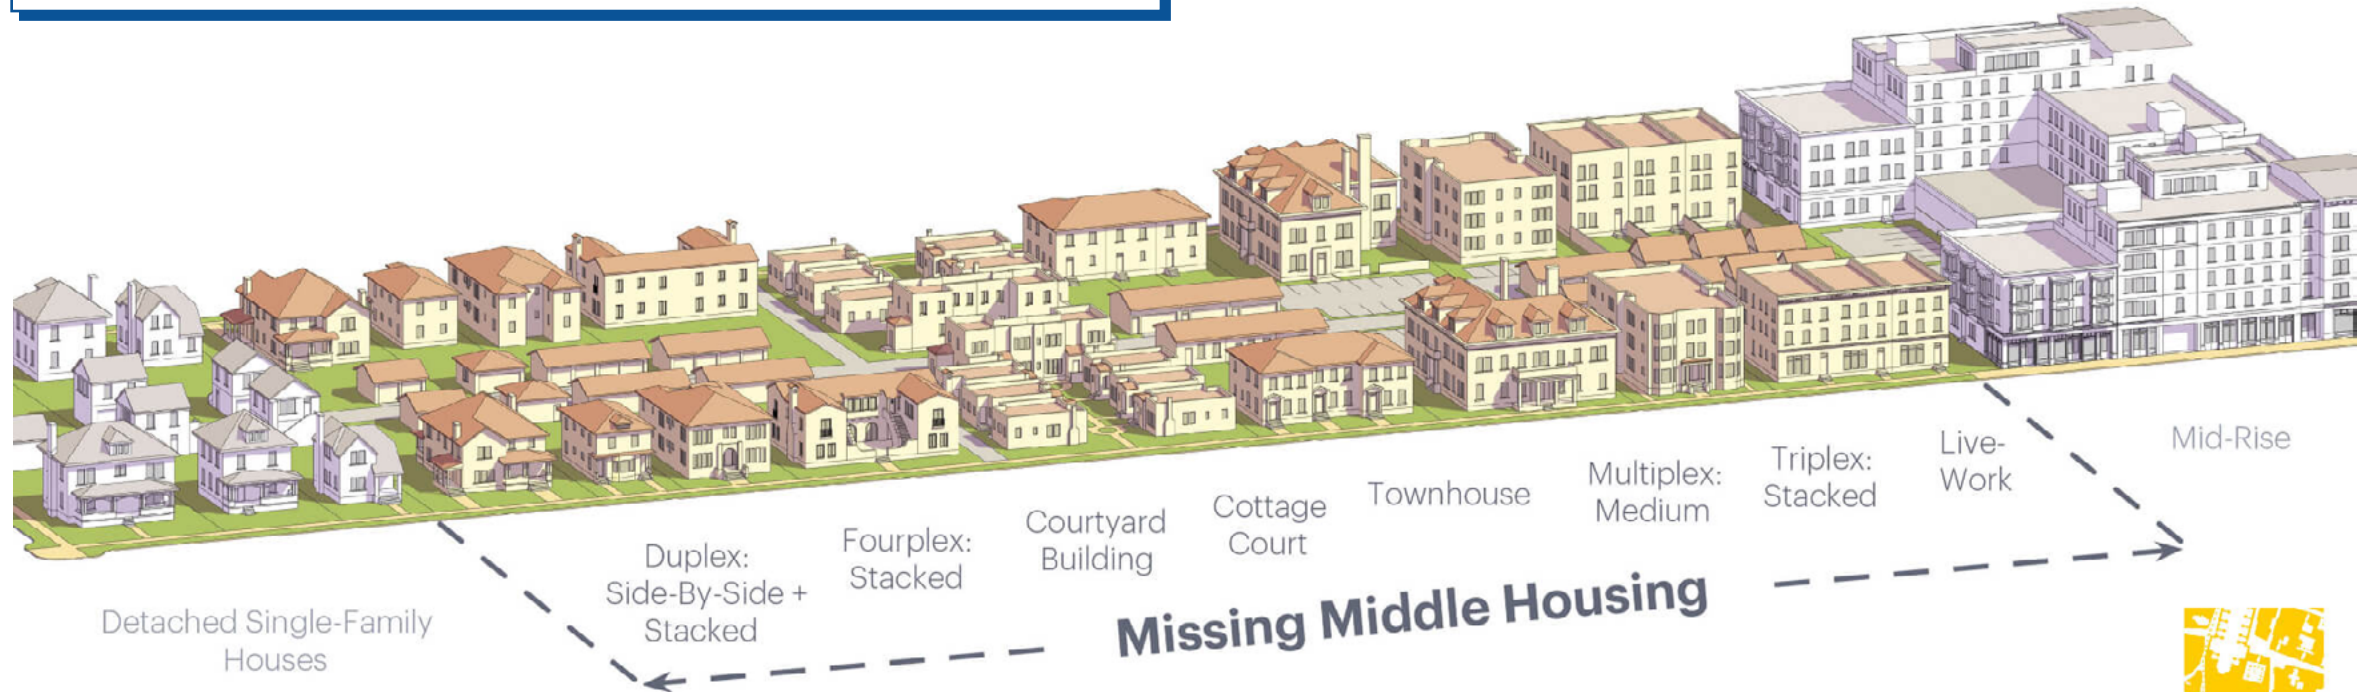 Detached Single-Family
Houses
Duplex:
Side-By-Side +
Stacked
Fourplex:
Stacked
Courtyard
Building
Cottage
Court
Townhouse
Multiplex:
Medium
Triplex:
Stacked
Live-
Work
Mid-Rise
Missing Middle Housing